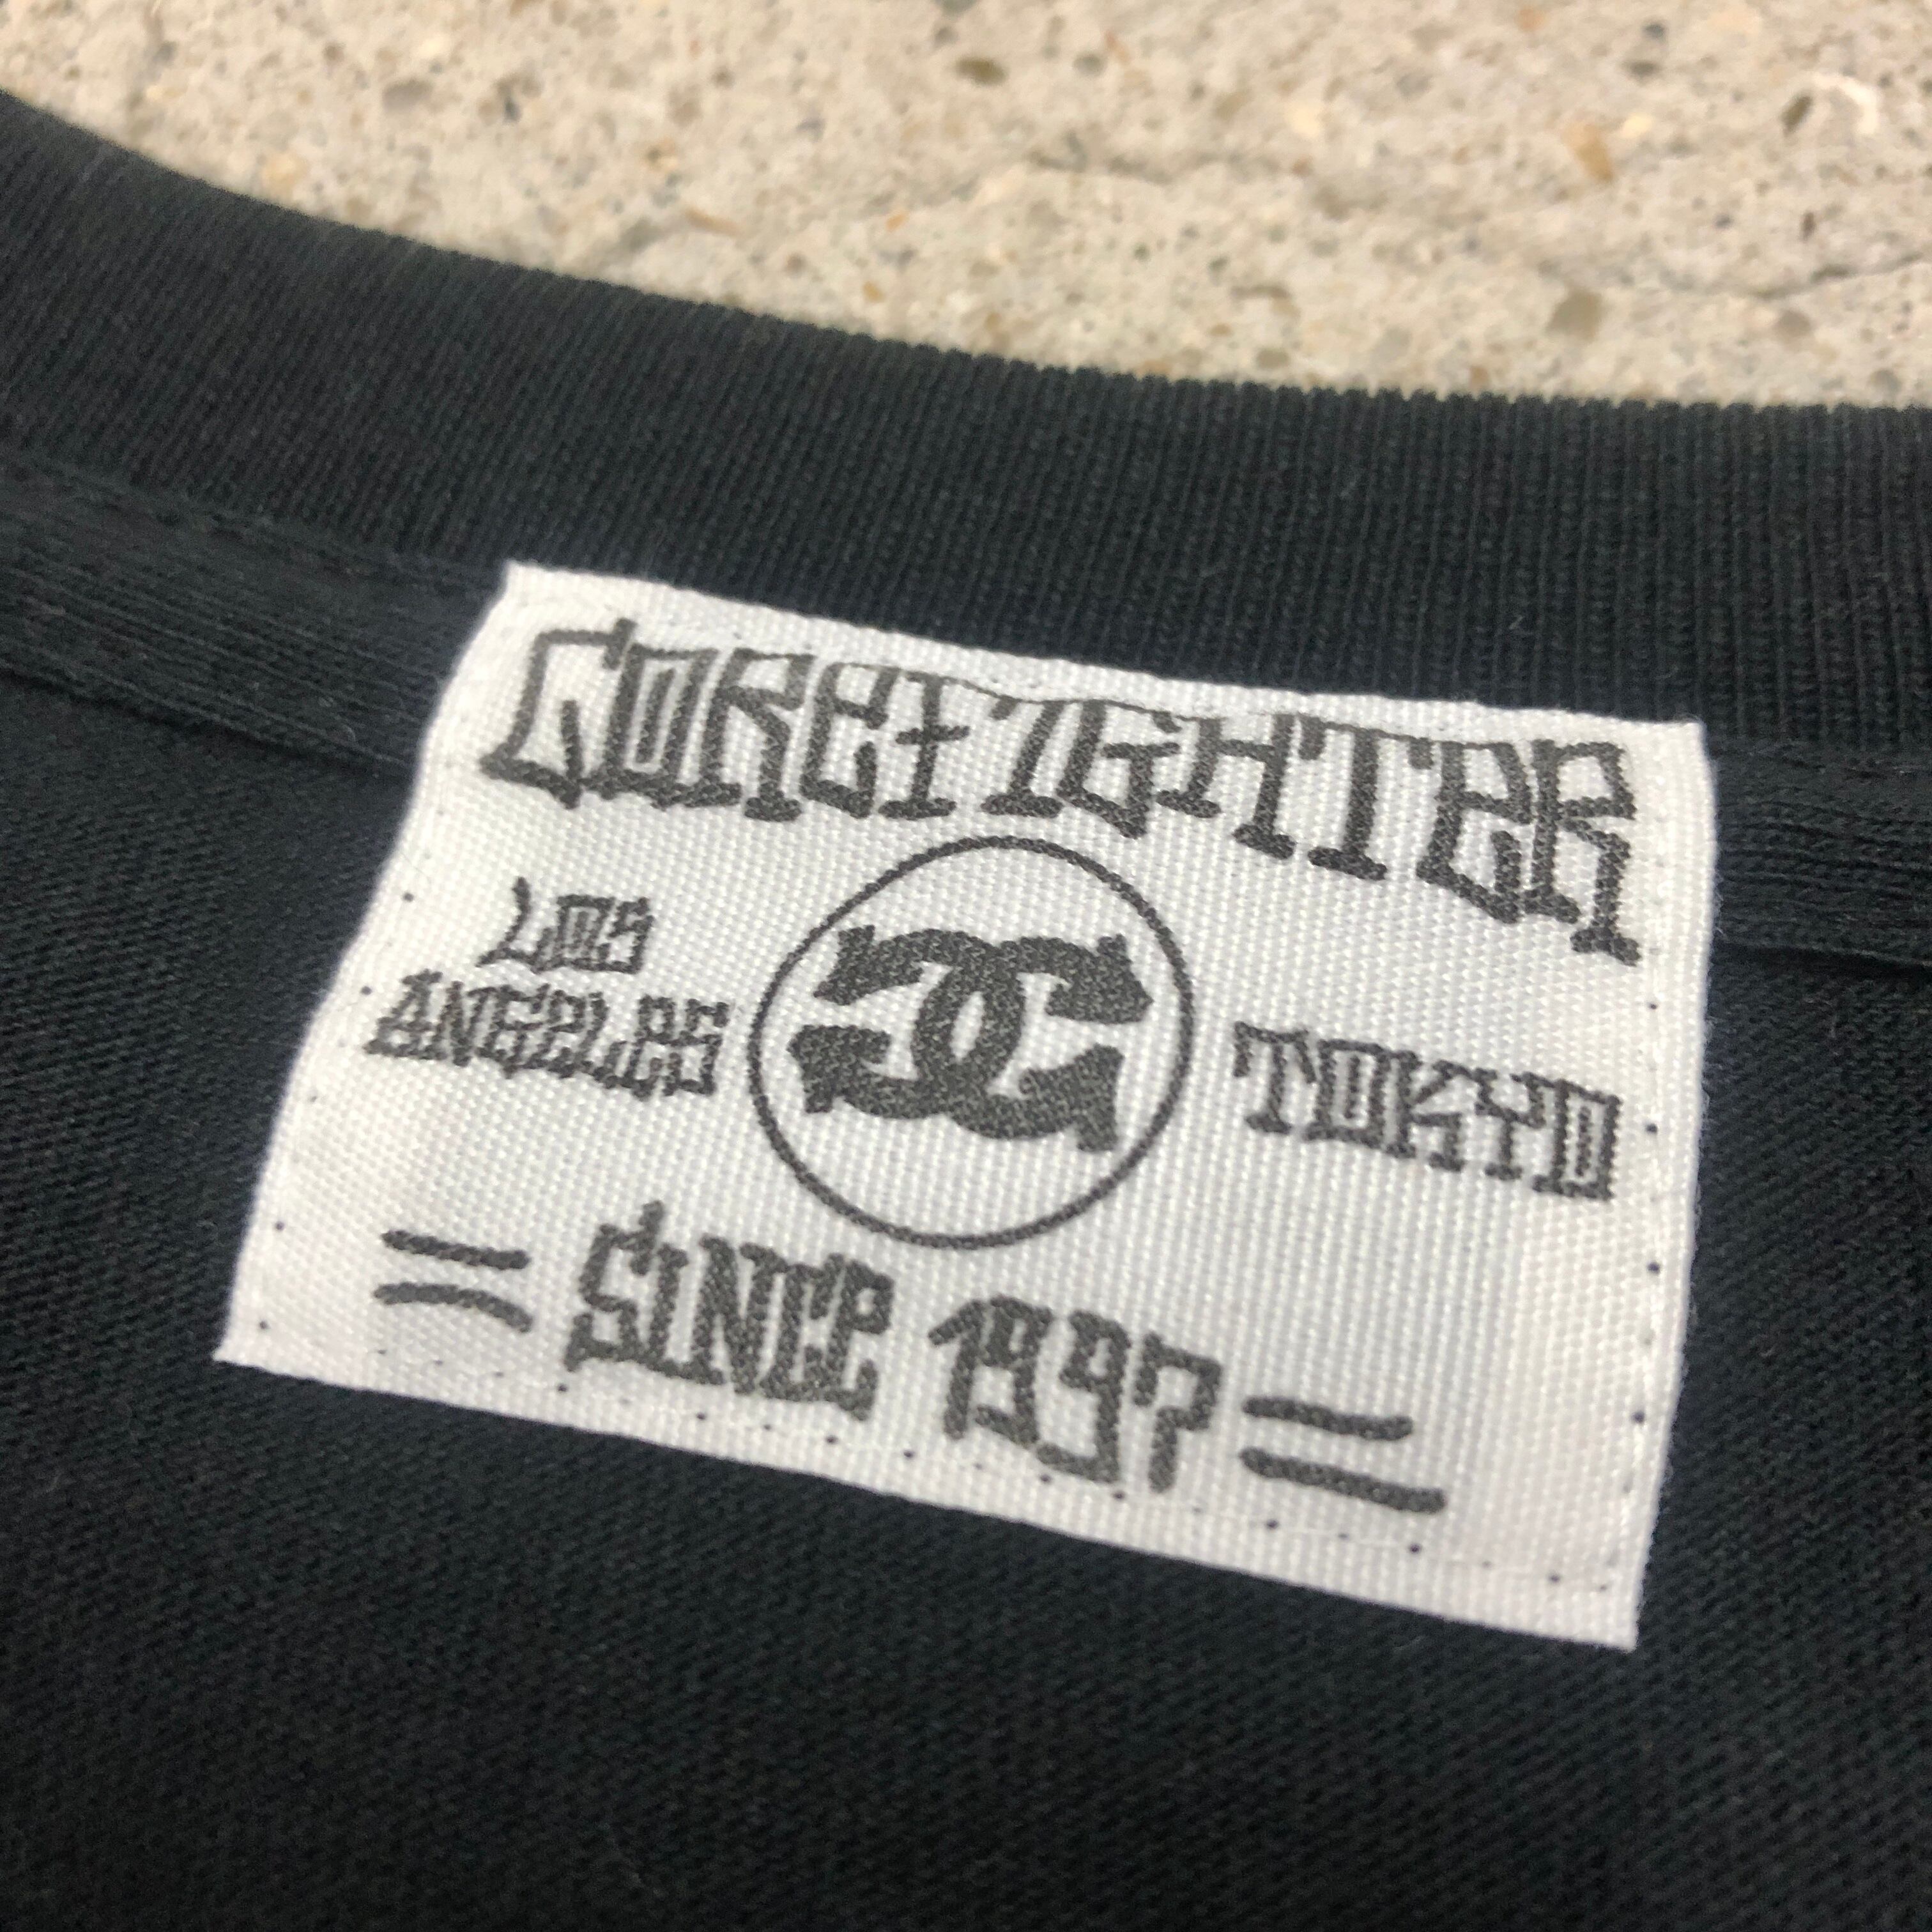 COREFIGHTER
LOS
ANGELES
TOKYO
= SINCE 1997 =